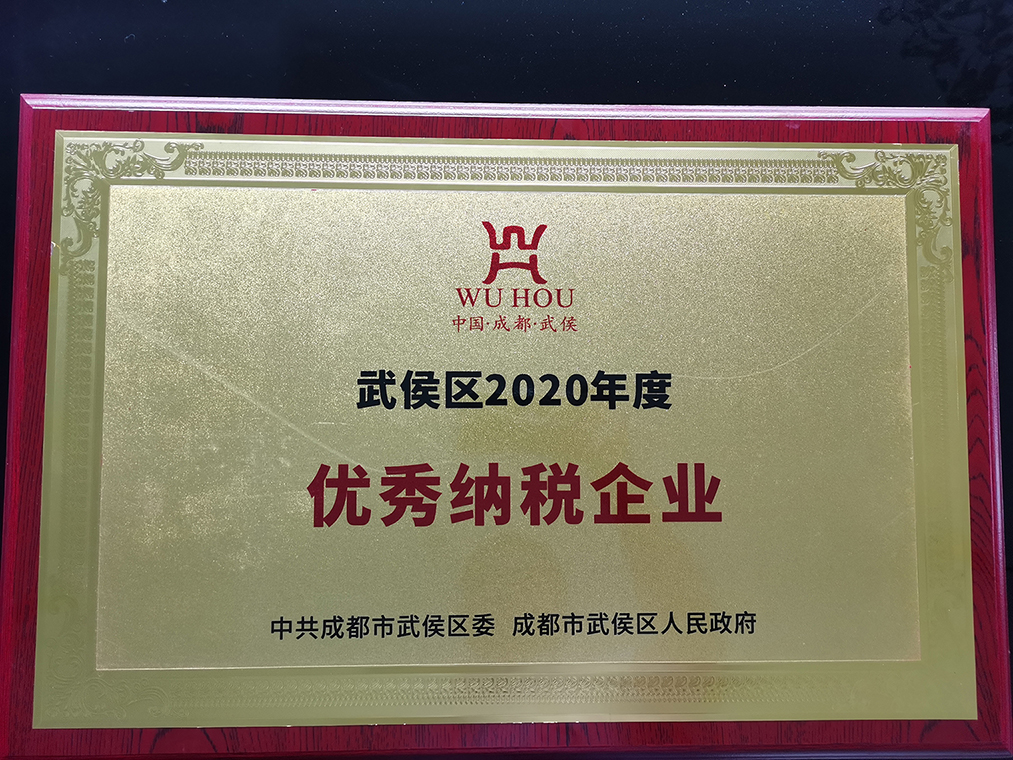 WU HOU
中国·成都·武侯
武侯区2020年度
优秀纳税企业
中共成都市武侯区委 成都市武侯区人民政府